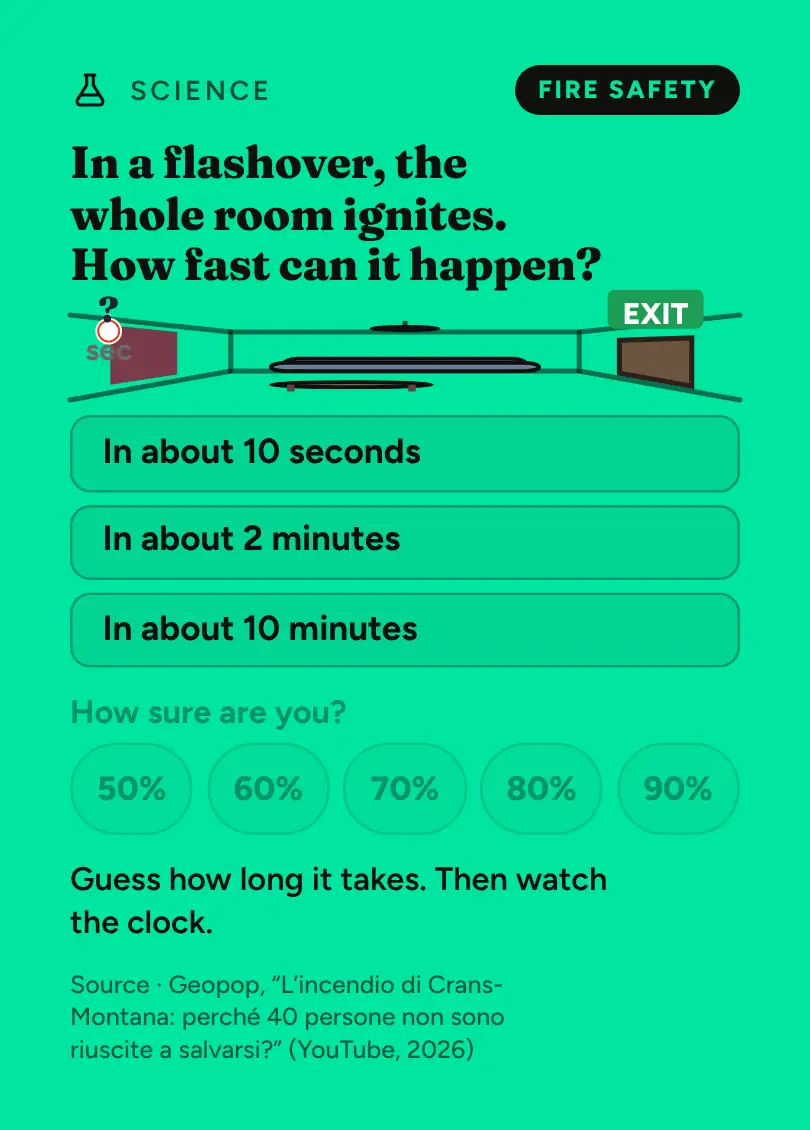 SCIENCE
FIRE SAFETY
In a flashover, the
whole room ignites.
How fast can it happen?
?
sec
EXIT
In about 10 seconds
In about 2 minutes
In about 10 minutes
How sure are you?
50%
60%
70%
80%
90%
Guess how long it takes. Then watch
the clock.
Source · Geopop, “L’incendio di Crans-
Montana: perché 40 persone non sono
riuscite a salvarsi?” (YouTube, 2026)